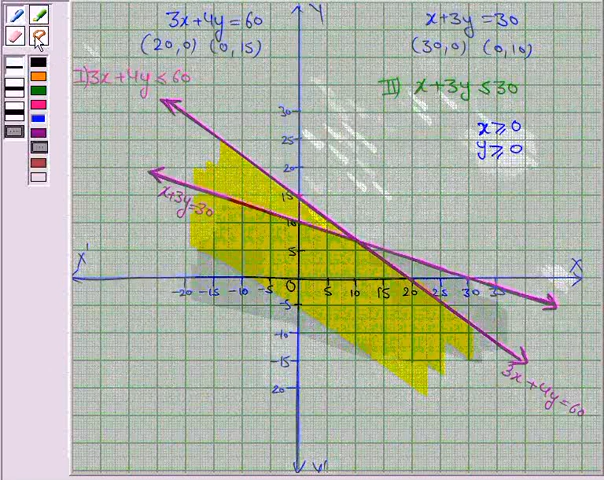 3x+4y=60
(20,0) (0,15)
x+3y=30
(30,0) (0,10)
I) 3x+4y≤60
II) x+3y≤30
x≥0
y≥0
Y
30
25
20
15
10
5
x+3y=30
X'
X
-20 -15 -10 -5 0 5 10 15 20 25 30 35
-5
-10
-15
20
3x+4y=60
Y'